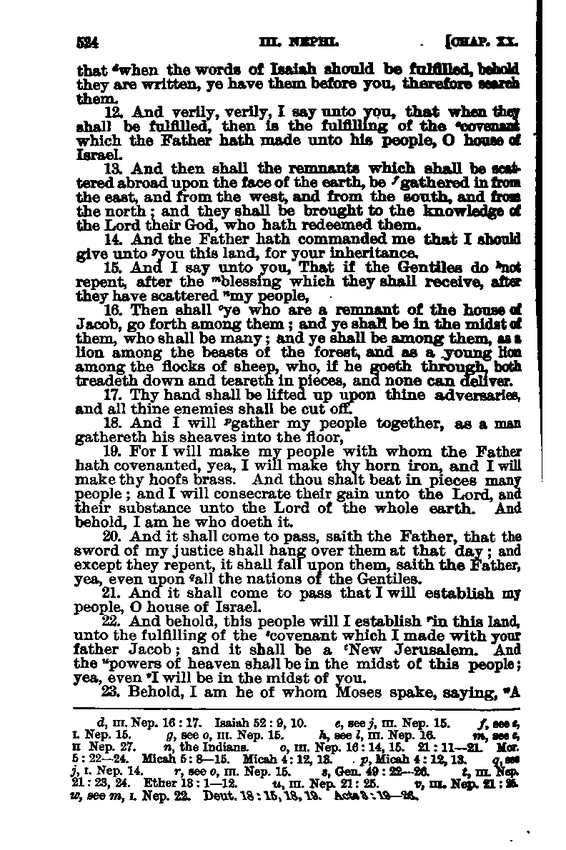 524 III. NEPHI. [CHAP. XX.
that dwhen the words of Isaiah should be fulfilled, behold
they are written, ye have them before you, therefore search
them.
12. And verily, verily, I say unto you, that when they
shall be fulfilled, then is the fulfilling of the ecovenant
which the Father hath made unto his people, O house of
Israel.
13. And then shall the remnants which shall be scat-
tered abroad upon the face of the earth, be fgathered in from
the east, and from the west, and from the south, and from
the north; and they shall be brought to the knowledge of
the Lord their God, who hath redeemed them.
14. And the Father hath commanded me that I should
give unto gyou this land, for your inheritance.
15. And I say unto you, That if the Gentiles do hnot
repent, after the mblessing which they shall receive, after
they have scattered nmy people,
16. Then shall oye who are a remnant of the house of
Jacob, go forth among them; and ye shall be in the midst of
them, who shall be many; and ye shall be among them, as a
lion among the beasts of the forest, and as a young lion
among the flocks of sheep, who, if he goeth through, both
treadeth down and teareth in pieces, and none can deliver.
17. Thy hand shall be lifted up upon thine adversaries,
and all thine enemies shall be cut off.
18. And I will pgather my people together, as a man
gathereth his sheaves into the floor,
19. For I will make my people with whom the Father
hath covenanted, yea, I will make thy horn iron, and I will
make thy hoofs brass. And thou shalt beat in pieces many
people; and I will consecrate their gain unto the Lord, and
their substance unto the Lord of the whole earth. And
behold, I am he who doeth it.
20. And it shall come to pass, saith the Father, that the
sword of my justice shall hang over them at that day; and
except they repent, it shall fall upon them, saith the Father,
yea, even upon qall the nations of the Gentiles.
21. And it shall come to pass that I will establish my
people, O house of Israel.
22. And behold, this people will I establish rin this land,
unto the fulfilling of the scovenant which I made with your
father Jacob; and it shall be a tNew Jerusalem. And
the upowers of heaven shall be in the midst of this people;
yea, even vI will be in the midst of you.
23. Behold, I am he of whom Moses spake, saying, wA
d, III. Nep. 16:17. Isaiah 52:9, 10. e, see j, III. Nep. 15. f, see e,
I. Nep. 15. g, see o, III. Nep. 15. h, see l, III. Nep. 16. m, see e,
II Nep. 27. n, the Indians. o, III. Nep. 16:14, 15. 21:11—21. Mor.
5:22—24. Micah 5:8—15. Micah 4:12, 13. p, Micah 4:12, 13. q, see
j, I. Nep. 14. r, see o, III. Nep. 15. s, Gen. 49:22—26. t, III. Nep.
21:23, 24. Ether 13:1—12. u, III. Nep. 21:25. v, III. Nep. 21:25.
w, see m, I. Nep. 22. Deut. 18:15, 18, 19. Acts 3:19—26.